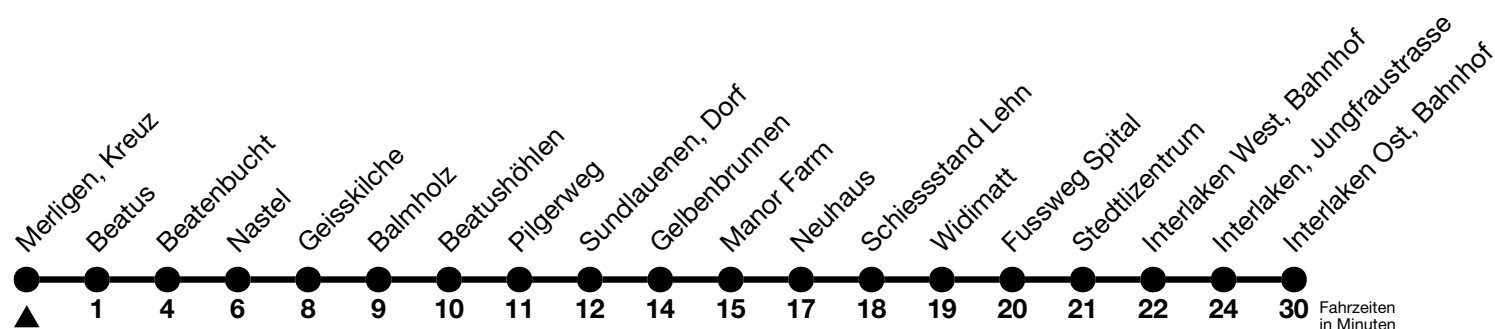 Merligen, Kreuz
Beatus
Beatenbucht
Nastel
Geisskilche
Balmholz
Beatushöhlen
Pilgerweg
Sundlauenen, Dorf
Gelbenbrunnen
Manor Farm
Neuhaus
Schiessstand Lehn
Widimatt
Fussweg Spital
Stedtlizentrum
Interlaken West, Bahnhof
Interlaken, Jungfraustrasse
Interlaken Ost, Bahnhof
1 4 6 8 9 10 11 12 14 15 17 18 19 20 21 22 24 30 Fahrzeiten
in Minuten